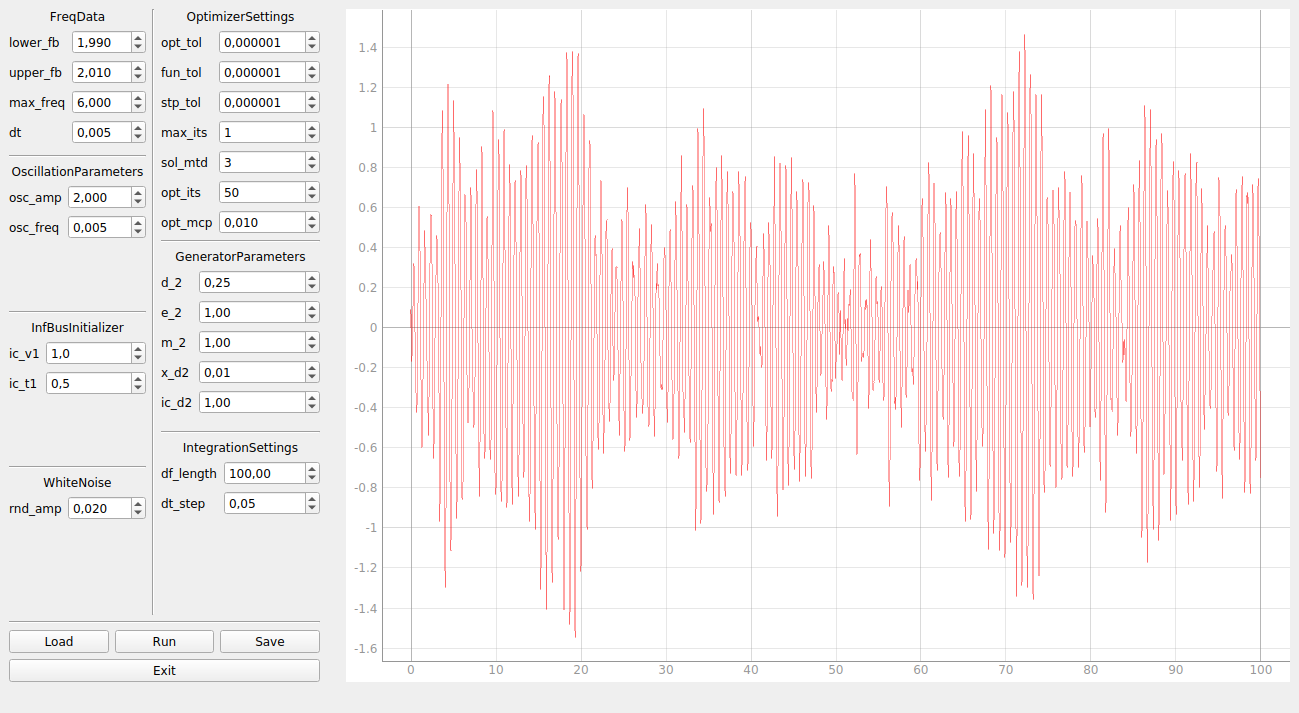 FreqData
lower_fb 1,990
upper_fb 2,010
max_freq 6,000
dt 0,005
OscillationParameters
osc_amp 2,000
osc_freq 0,005
InfBusInitializer
ic_v1 1,0
ic_t1 0,5
WhiteNoise
rnd_amp 0,020
OptimizerSettings
opt_tol 0,000001
fun_tol 0,000001
stp_tol 0,000001
max_its 1
sol_mtd 3
opt_its 50
opt_mcp 0,010
GeneratorParameters
d_2 0,25
e_2 1,00
m_2 1,00
x_d2 0,01
ic_d2 1,00
IntegrationSettings
df_length 100,00
dt_step 0,05
Load Run Save
Exit
1.4
1.2
1
0.8
0.6
0.4
0.2
0
-0.2
-0.4
-0.6
-0.8
-1
-1.2
-1.4
-1.6
0 10 20 30 40 50 60 70 80 90 100